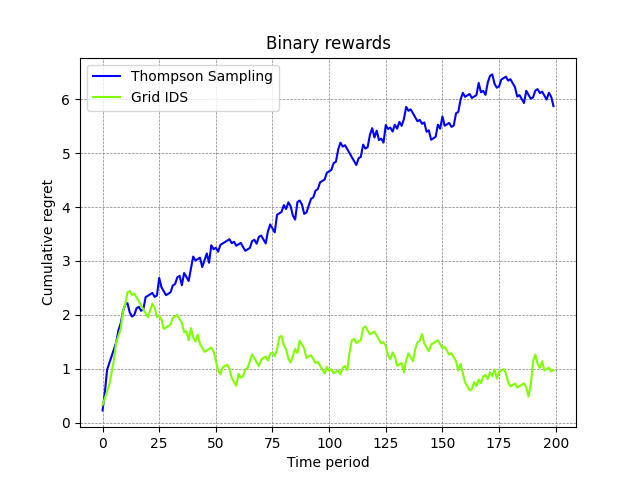 Binary rewards
Thompson Sampling
Grid IDS
Cumulative regret
6
5
4
3
2
1
0
0 25 50 75 100 125 150 175 200
Time period